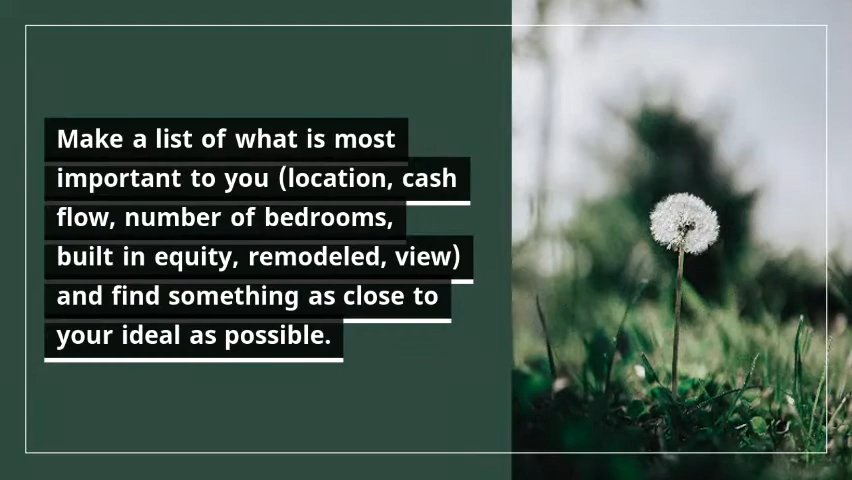 Make a list of what is most
important to you (location, cash
flow, number of bedrooms,
built in equity, remodeled, view)
and find something as close to
your ideal as possible.